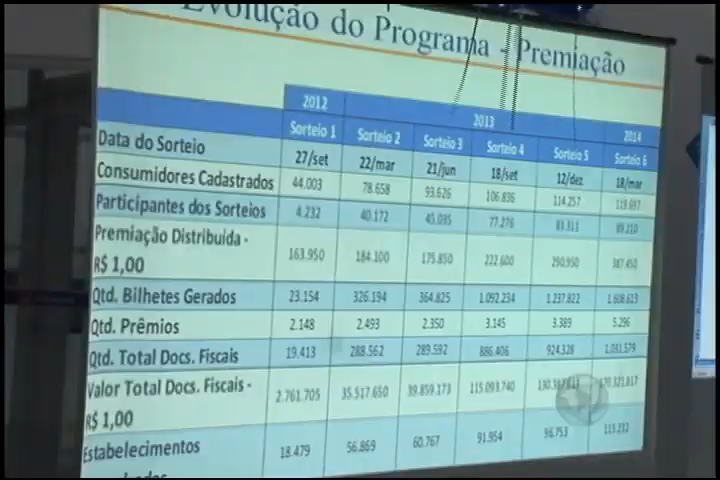 Evolução do Programa - Premiação
2012 2013 2014
Data do Sorteio Sorteio 1 Sorteio 2 Sorteio 3 Sorteio 4 Sorteio 5 Sorteio 6
27/set 22/mar 21/jun 18/set 12/dez 18/mar
Consumidores Cadastrados 44.003 78.658 93.626 106.836 114.257
Participantes dos Sorteios 4.232 40.172 77.276
Premiação Distribuída -
R$ 1,00 163.950 184.100 175.850 222.600 290.950 387.450
Qtd. Bilhetes Gerados 23.154 326.194 364.825 1.092.234 1.237.822
Qtd. Prêmios 2.148 2.493 2.350 3.145 3.389 5.296
Qtd. Total Docs. Fiscais 19.413 288.562 289.592 886.406 924.328
Valor Total Docs. Fiscais -
R$ 1,00 2.761.705 35.517.650 39.859.173 115.093.740
Estabelecimentos 18.479 56.869 60.767 91.954 96.753